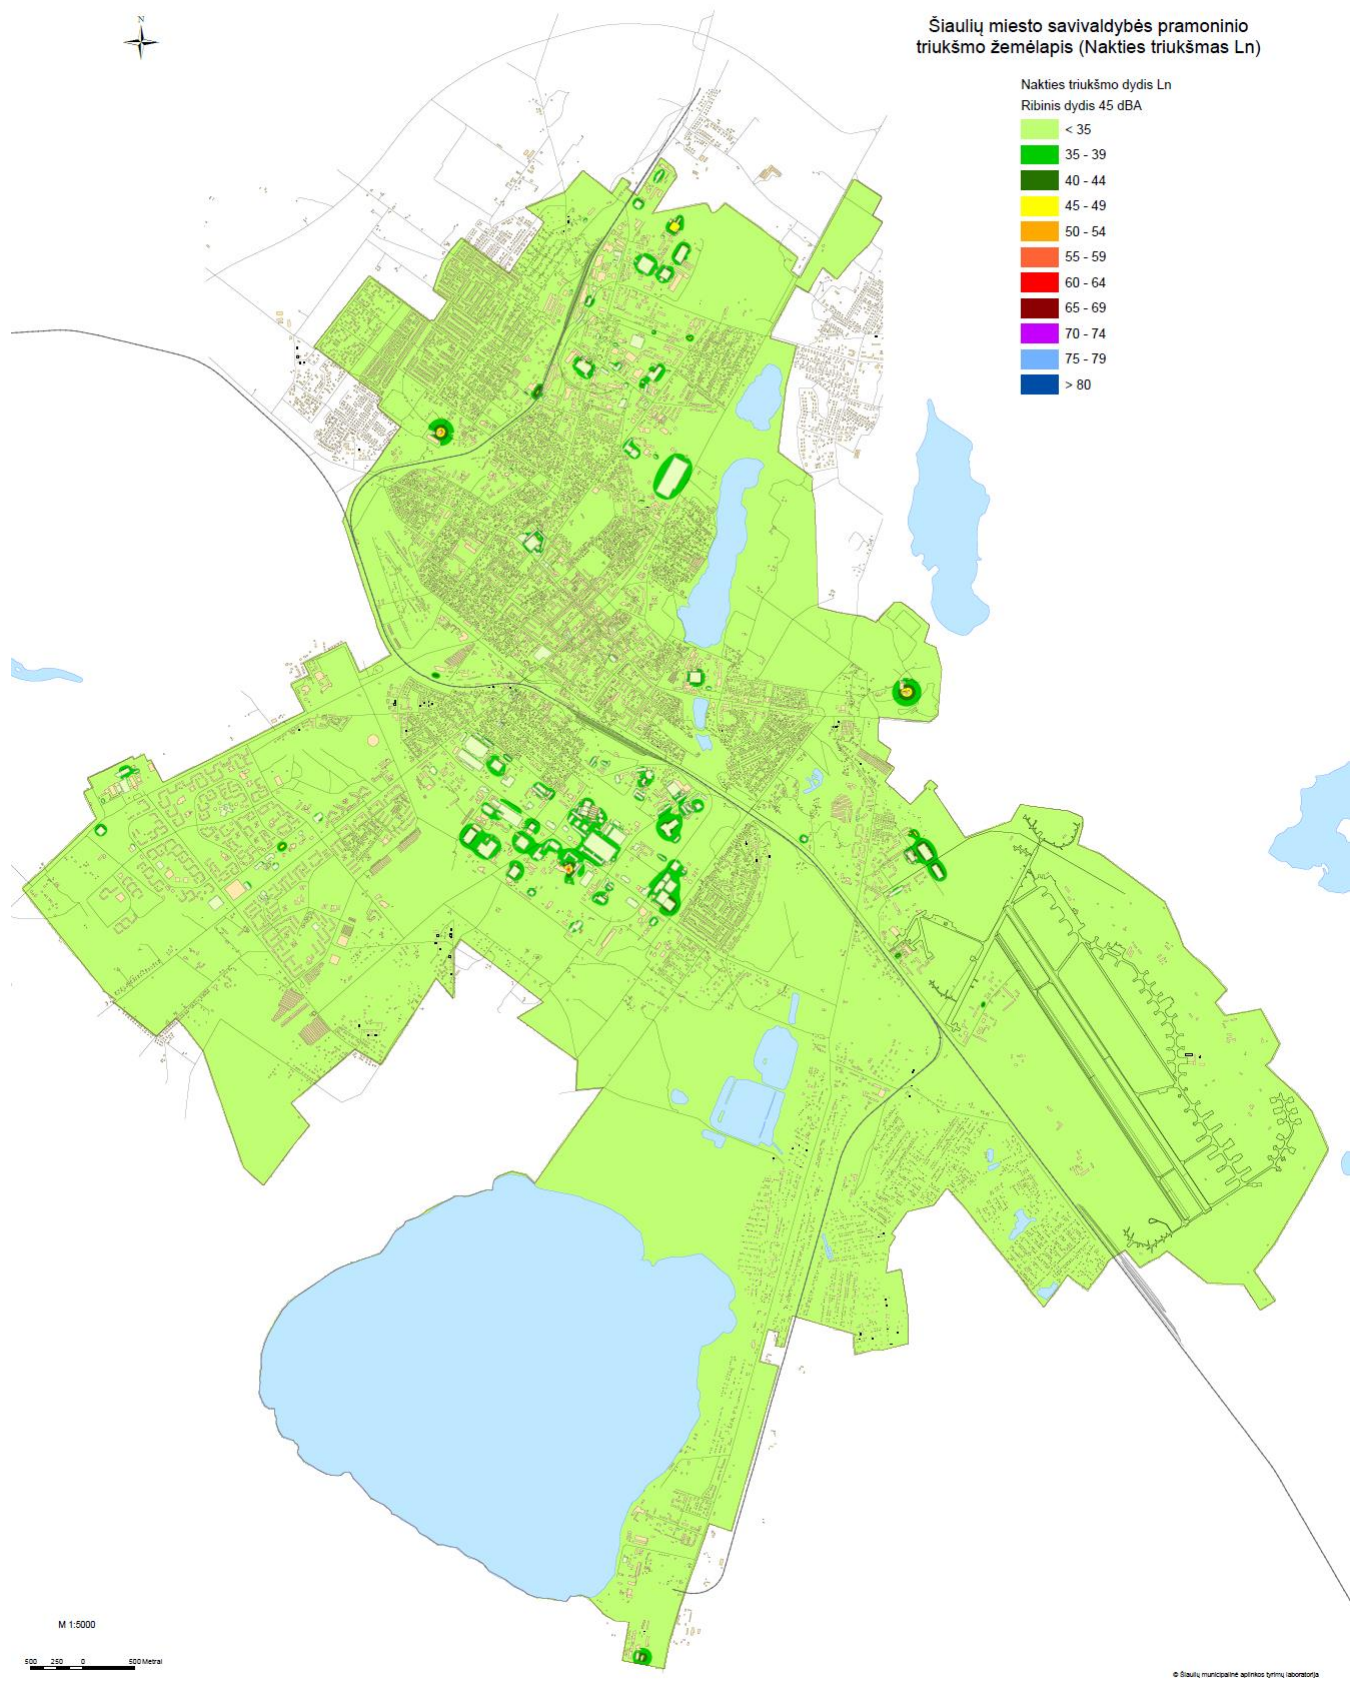 N
Šiaulių miesto savivaldybės pramoninio
triukšmo žemėlapis (Nakties triukšmas Ln)
Nakties triukšmo dydis Ln
Ribinis dydis 45 dBA
< 35
35 - 39
40 - 44
45 - 49
50 - 54
55 - 59
60 - 64
65 - 69
70 - 74
75 - 79
> 80
M 1:5000
500 250 0 500 Metrai
© Šiaulių municipalinė aplinkos tyrimų laboratorija